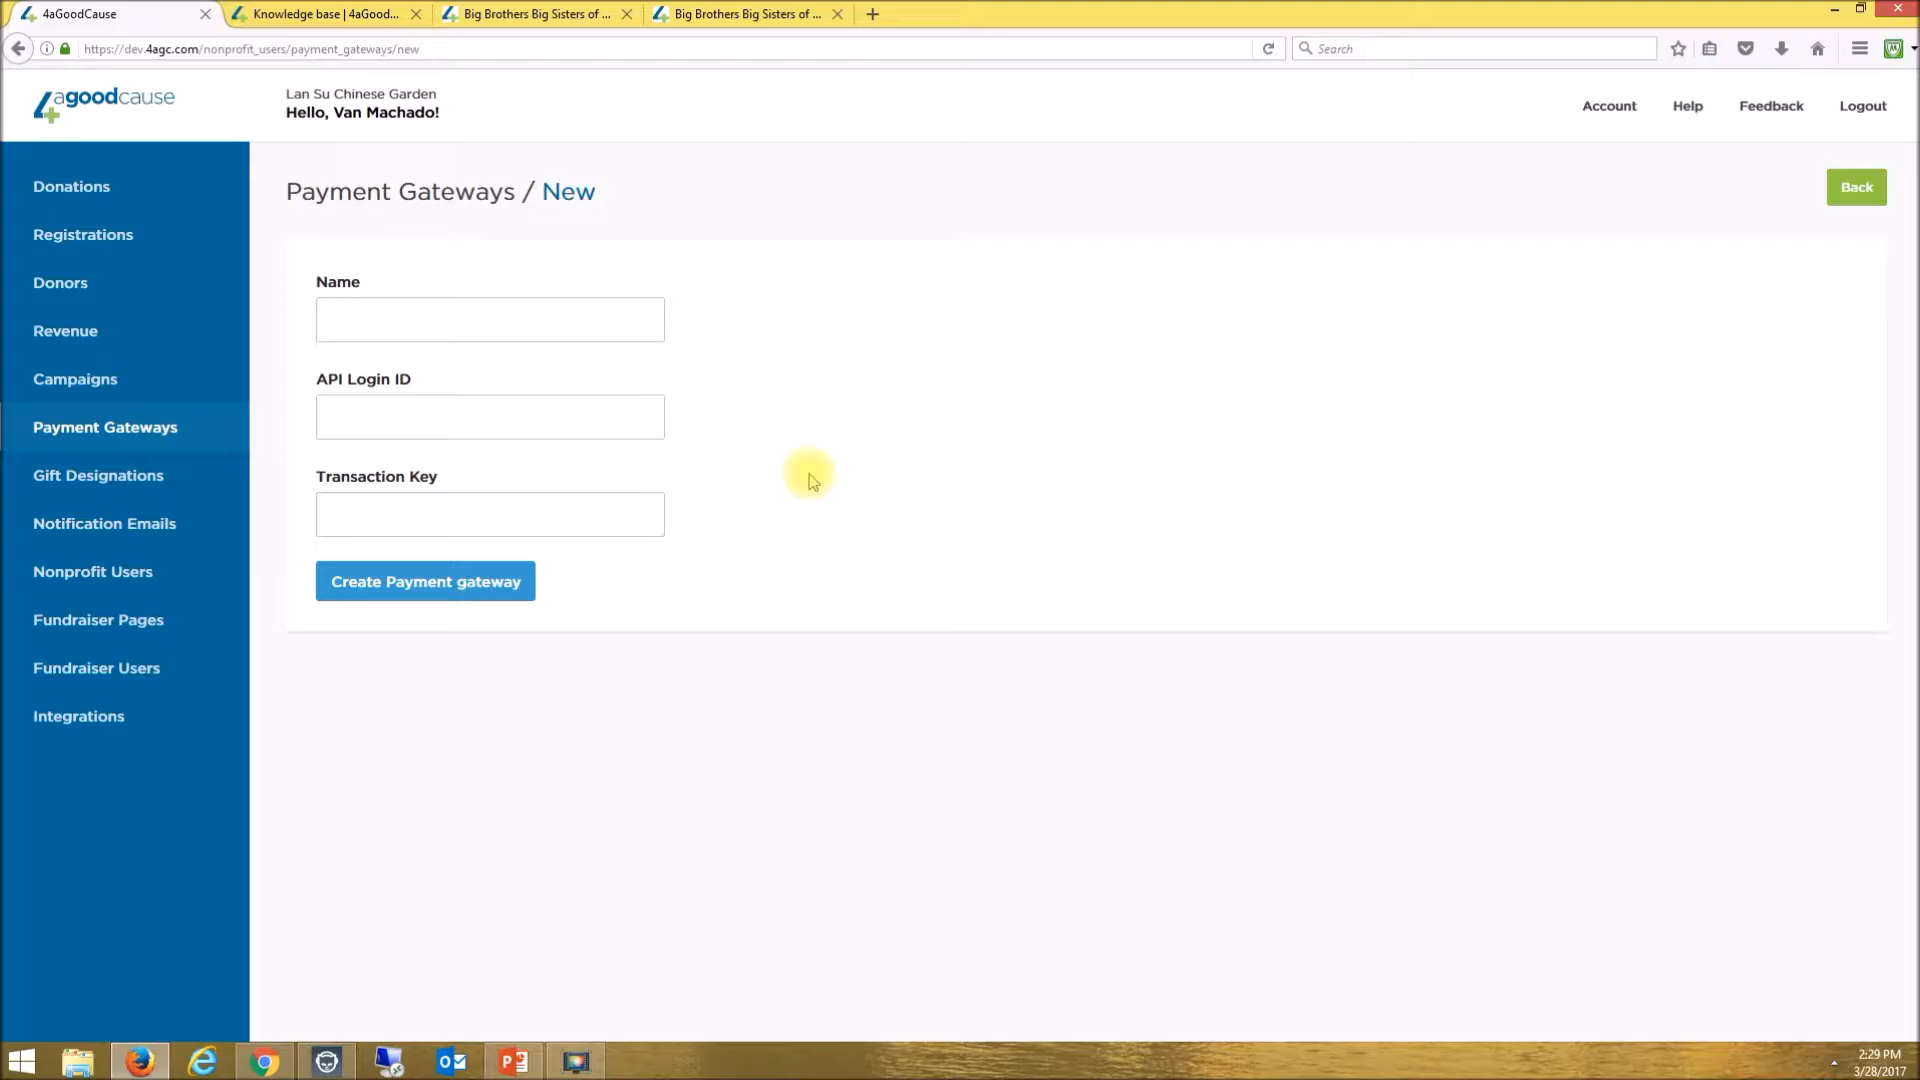 4aGoodCause
Knowledge base | 4aGood...
Big Brothers Big Sisters of ...
Big Brothers Big Sisters of ...
https://dev.4agc.com/nonprofit_users/payment_gateways/new
Search
4agoodcause
Lan Su Chinese Garden
Hello, Van Machado!
Account
Help
Feedback
Logout
Donations
Registrations
Donors
Revenue
Campaigns
Payment Gateways
Gift Designations
Notification Emails
Nonprofit Users
Fundraiser Pages
Fundraiser Users
Integrations
Payment Gateways / New
Back
Name
API Login ID
Transaction Key
Create Payment gateway
2:29 PM
3/28/2017